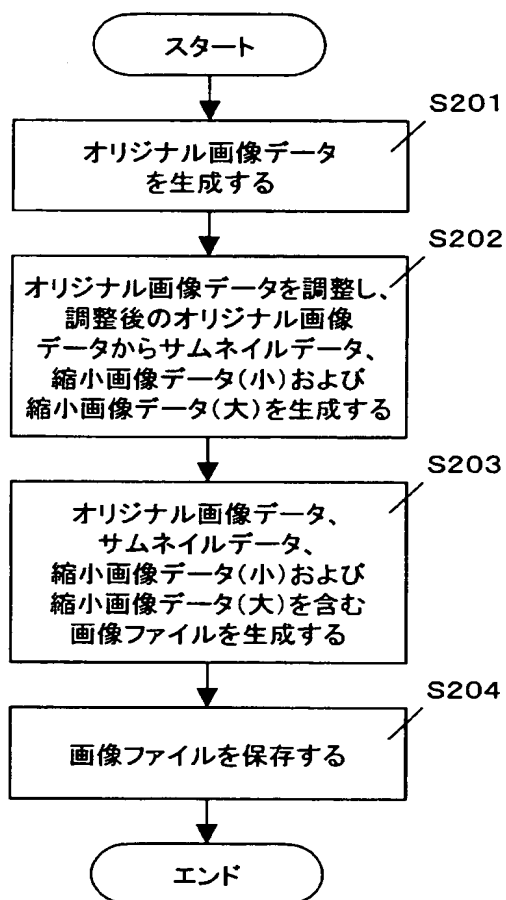 スタート
S201
オリジナル画像データ
を生成する
S202
オリジナル画像データを調整し、
調整後のオリジナル画像
データからサムネイルデータ、
縮小画像データ(小)および
縮小画像データ(大)を生成する
S203
オリジナル画像データ、
サムネイルデータ、
縮小画像データ(小)および
縮小画像データ(大)を含む
画像ファイルを生成する
S204
画像ファイルを保存する
エンド